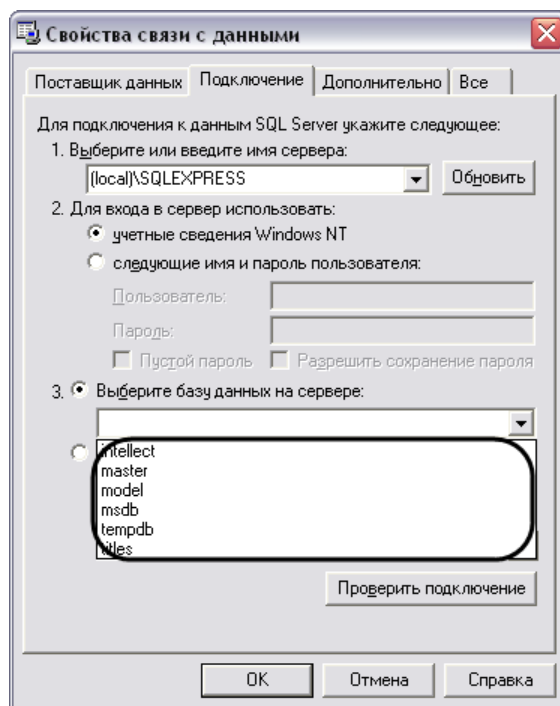 Свойства связи с данными
Поставщик данных Подключение Дополнительно Все
Для подключения к данным SQL Server укажите следующее:
1. Выберите или введите имя сервера:
(local)\SQLEXPRESS Обновить
2. Для входа в сервер использовать:
учетные сведения Windows NT
следующие имя и пароль пользователя:
Пользователь:
Пароль:
Пустой пароль Разрешить сохранение пароля
3. Выберите базу данных на сервере:
intellect
master
model
msdb
tempdb
titles
Проверить подключение
OK Отмена Справка